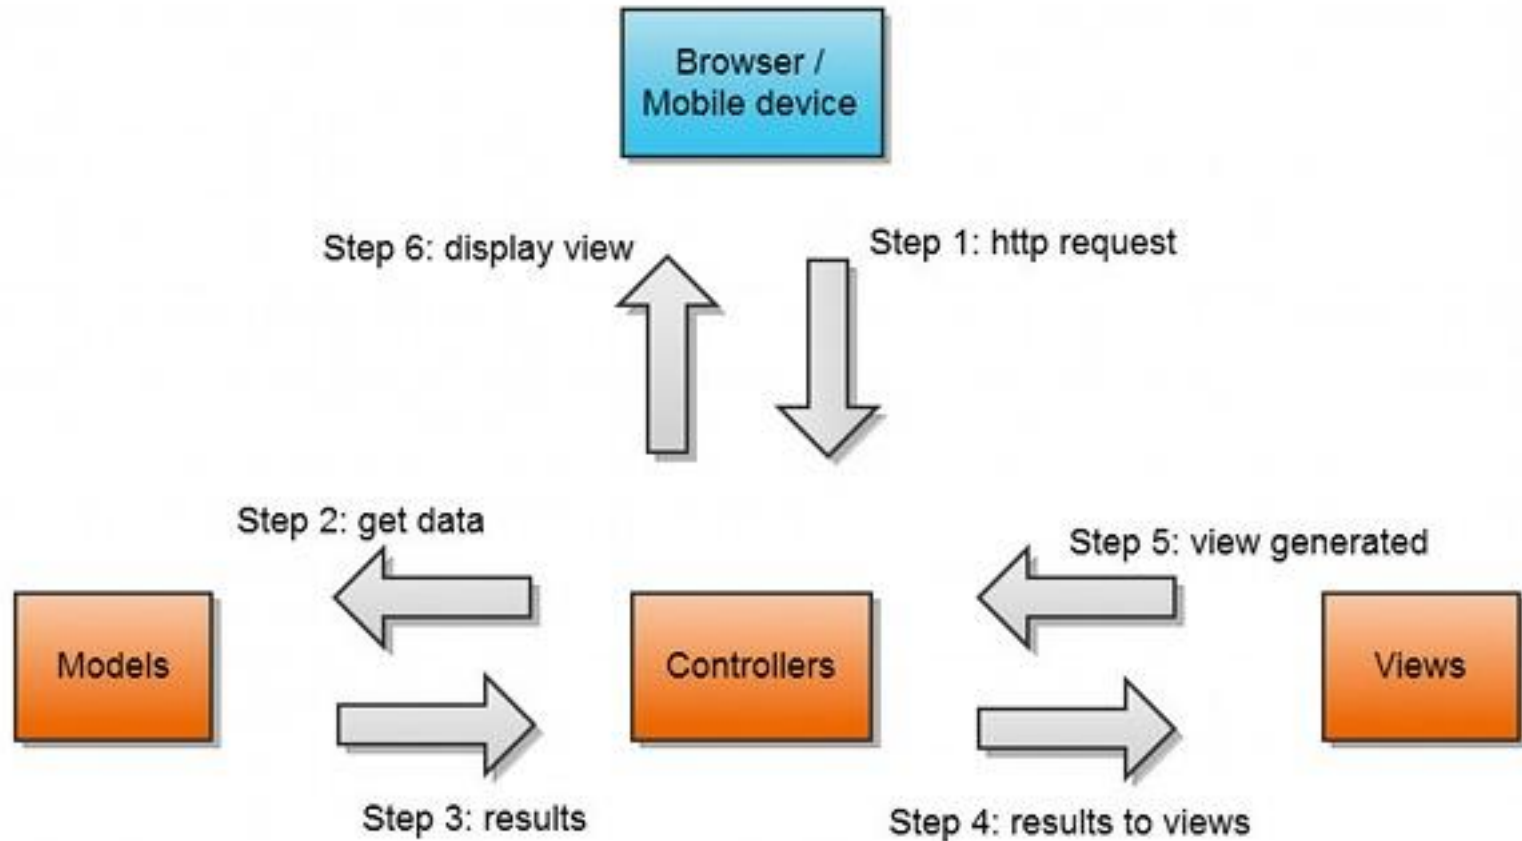 Browser /
Mobile device
Step 6: display view
Step 1: http request
Step 2: get data
Step 5: view generated
Models
Controllers
Views
Step 3: results
Step 4: results to views